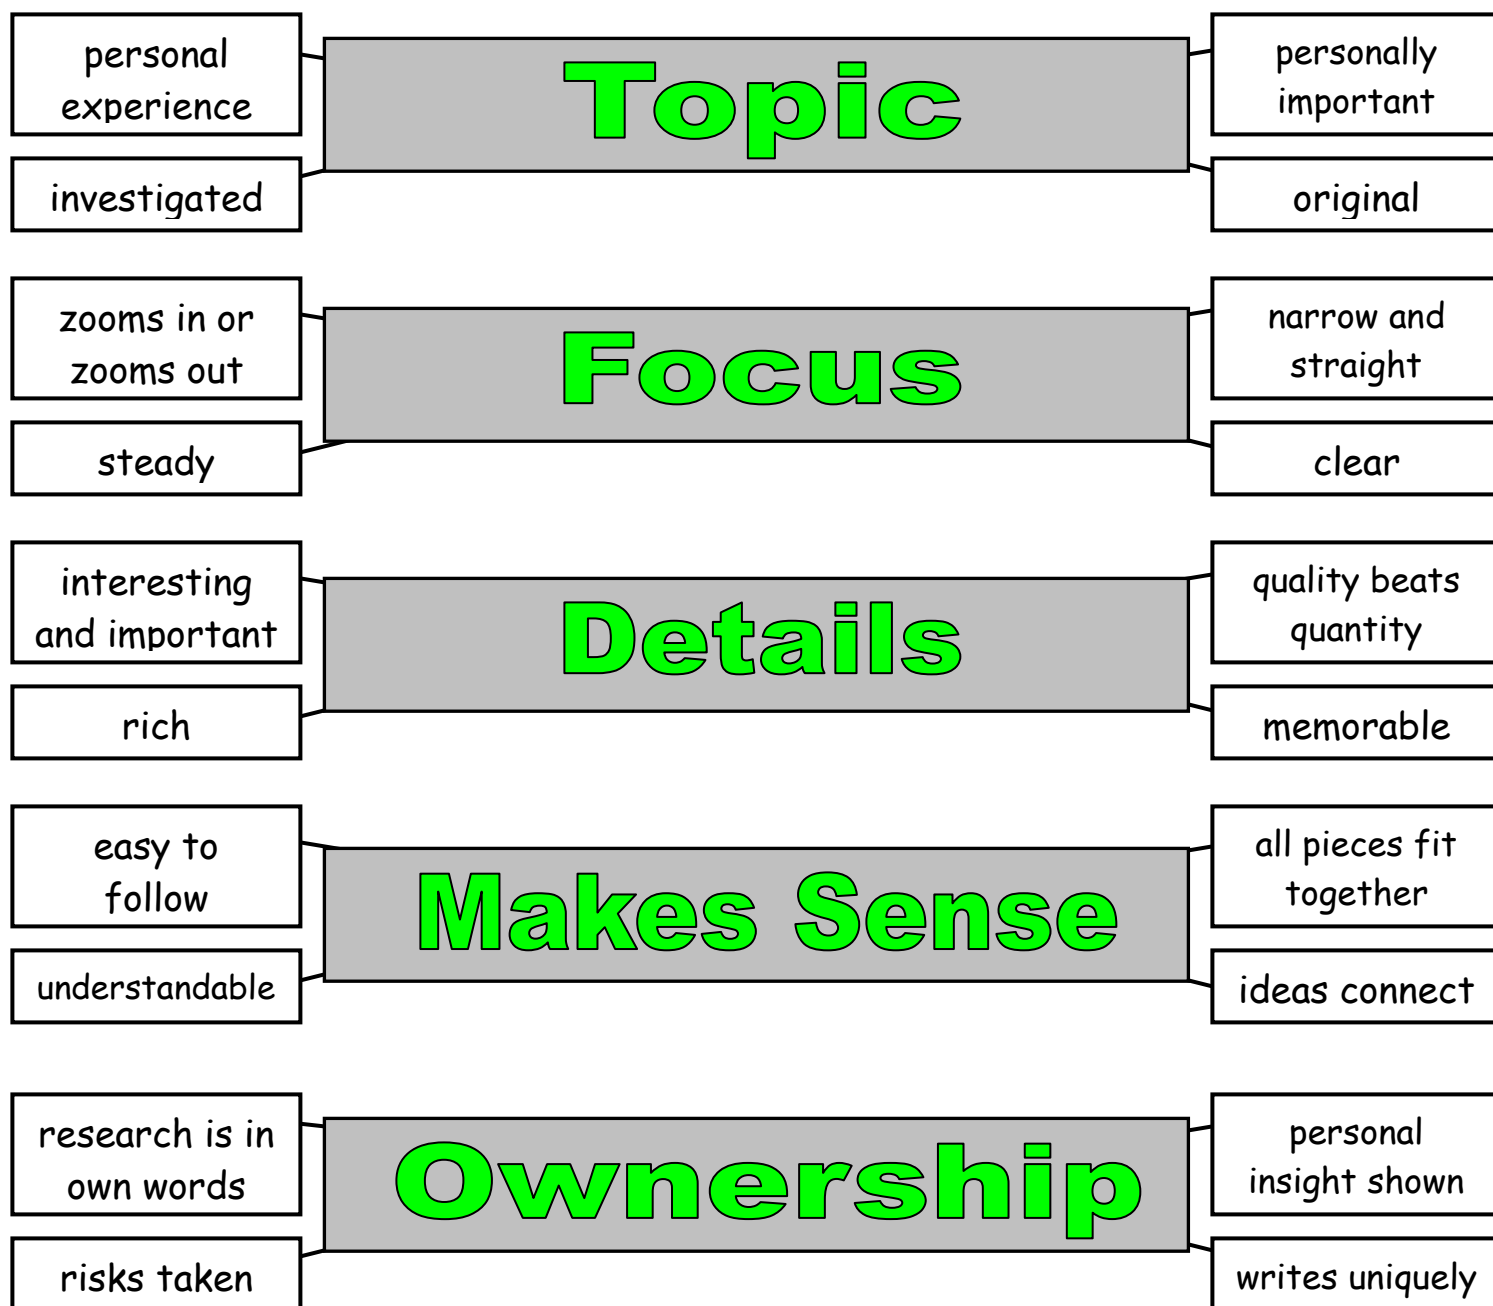 personal
experience
investigated
Topic
personally
important
original
zooms in or
zooms out
steady
Focus
narrow and
straight
clear
interesting
and important
rich
Details
quality beats
quantity
memorable
easy to
follow
understandable
Makes Sense
all pieces fit
together
ideas connect
research is in
own words
risks taken
Ownership
personal
insight shown
writes uniquely